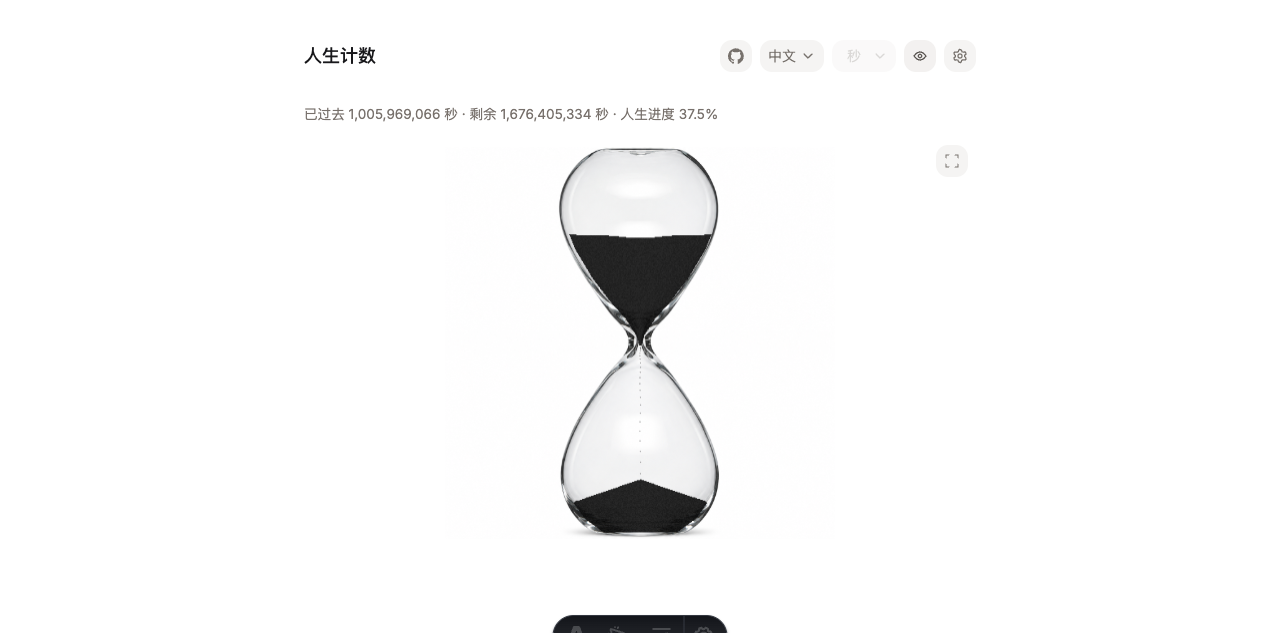 人生计数
中文
秒
已过去 1,005,969,066 秒 · 剩余 1,676,405,334 秒 · 人生进度 37.5%